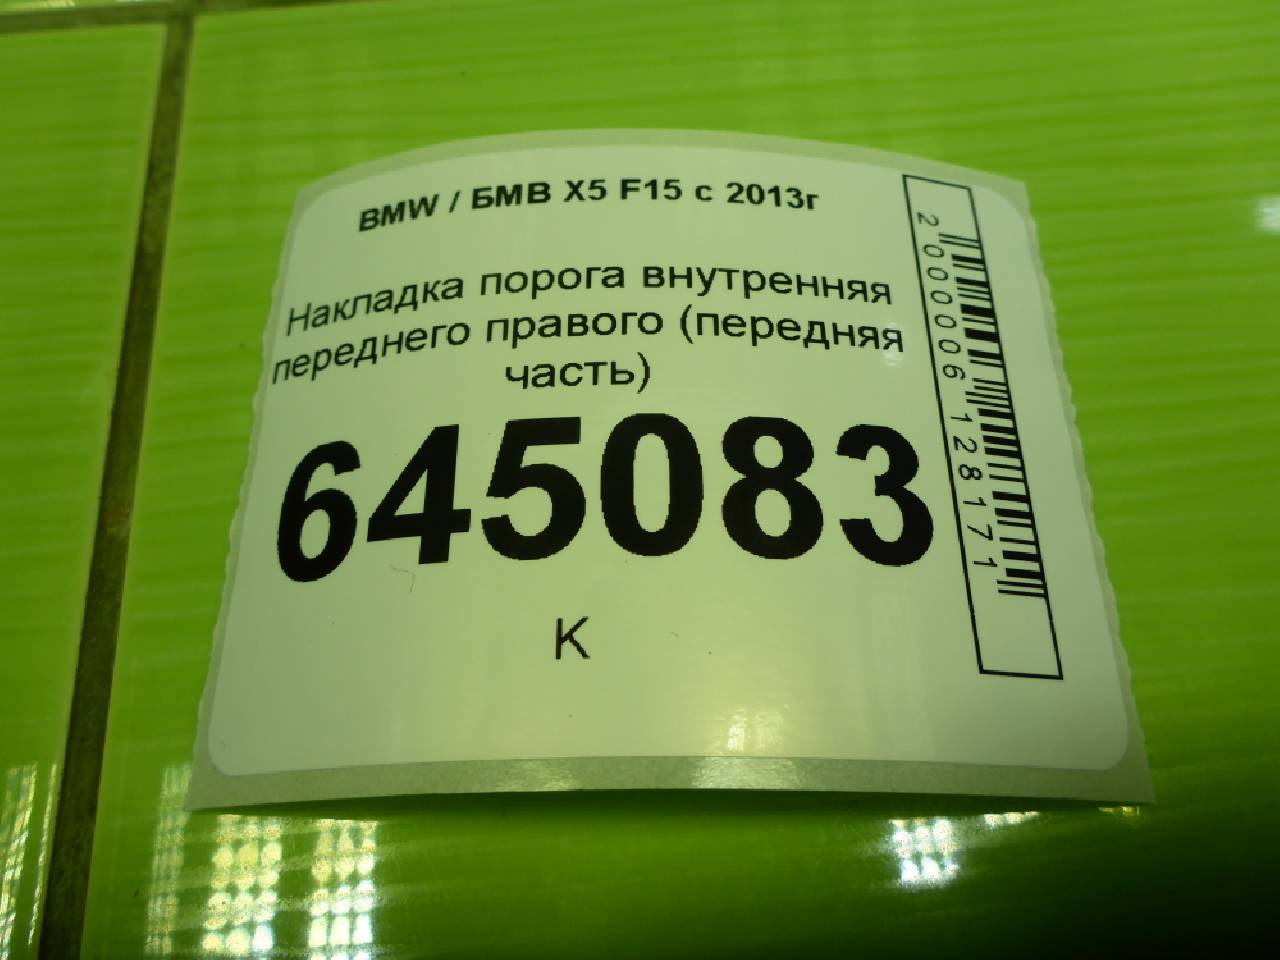 BMW / БМВ X5 F15 с 2013г
Накладка порога внутренняя
переднего правого (передняя
часть)
645083
К
2000006128171